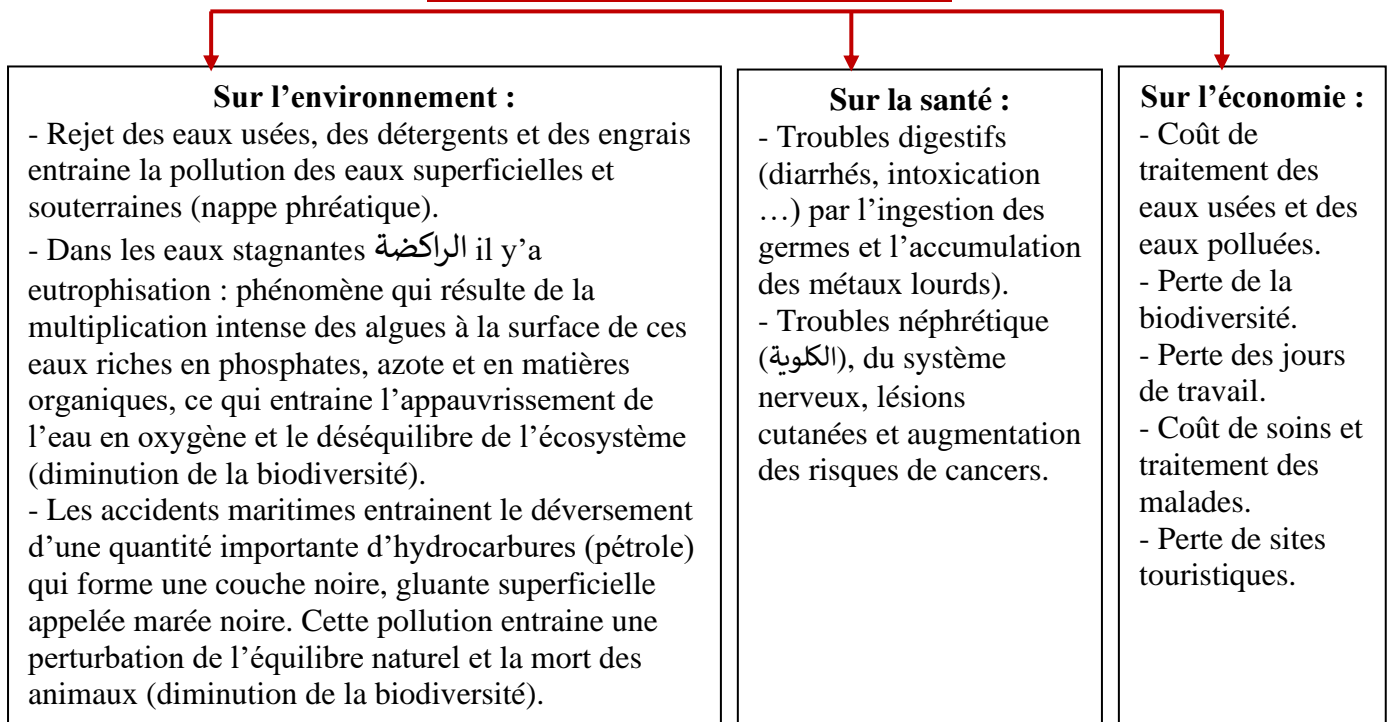 Sur l’environnement :
- Rejet des eaux usées, des détergents et des engrais
entraine la pollution des eaux superficielles et
souterraines (nappe phréatique).
- Dans les eaux stagnantes الراكضة il y’a
eutrophisation : phénomène qui résulte de la
multiplication intense des algues à la surface de ces
eaux riches en phosphates, azote et en matières
organiques, ce qui entraine l’appauvrissement de
l’eau en oxygène et le déséquilibre de l’écosystème
(diminution de la biodiversité).
- Les accidents maritimes entrainent le déversement
d’une quantité importante d’hydrocarbures (pétrole)
qui forme une couche noire, gluante superficielle
appelée marée noire. Cette pollution entraine une
perturbation de l’équilibre naturel et la mort des
animaux (diminution de la biodiversité).
Sur la santé :
- Troubles digestifs
(diarrhés, intoxication
…) par l’ingestion des
germes et l’accumulation
des métaux lourds).
- Troubles néphrétique
(الكلوية), du système
nerveux, lésions
cutanées et augmentation
des risques de cancers.
Sur l’économie :
- Coût de
traitement des
eaux usées et des
eaux polluées.
- Perte de la
biodiversité.
- Perte des jours
de travail.
- Coût de soins et
traitement des
malades.
- Perte de sites
touristiques.